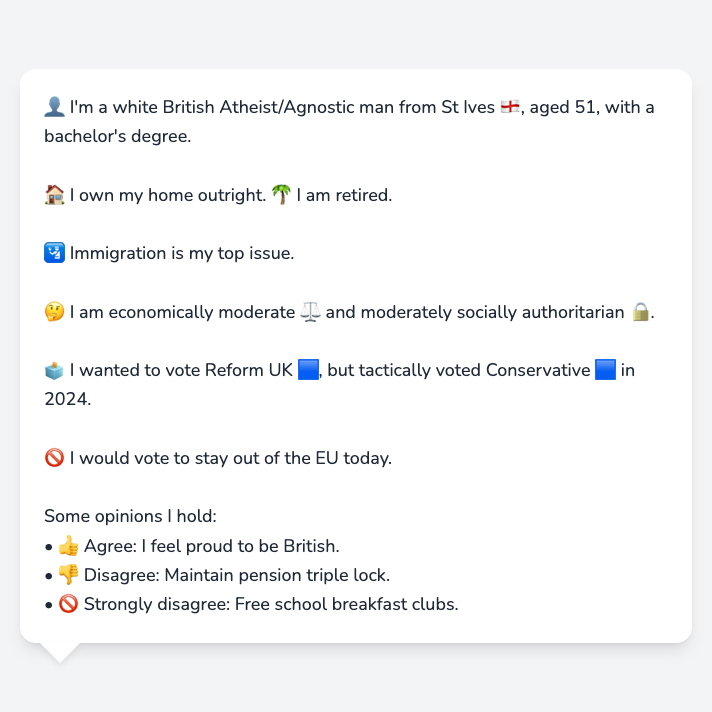 👤 I'm a white British Atheist/Agnostic man from St Ives 🏴󠁧󠁢󠁥󠁮󠁧󠁿, aged 51, with a
bachelor's degree.
🏠 I own my home outright. 🌴 I am retired.
🛂 Immigration is my top issue.
🤔 I am economically moderate ⚖️ and moderately socially authoritarian 🔒.
🗳️ I wanted to vote Reform UK 🟦, but tactically voted Conservative 🟦 in
2024.
🚫 I would vote to stay out of the EU today.
Some opinions I hold:
• 👍 Agree: I feel proud to be British.
• 👎 Disagree: Maintain pension triple lock.
• 🚫 Strongly disagree: Free school breakfast clubs.